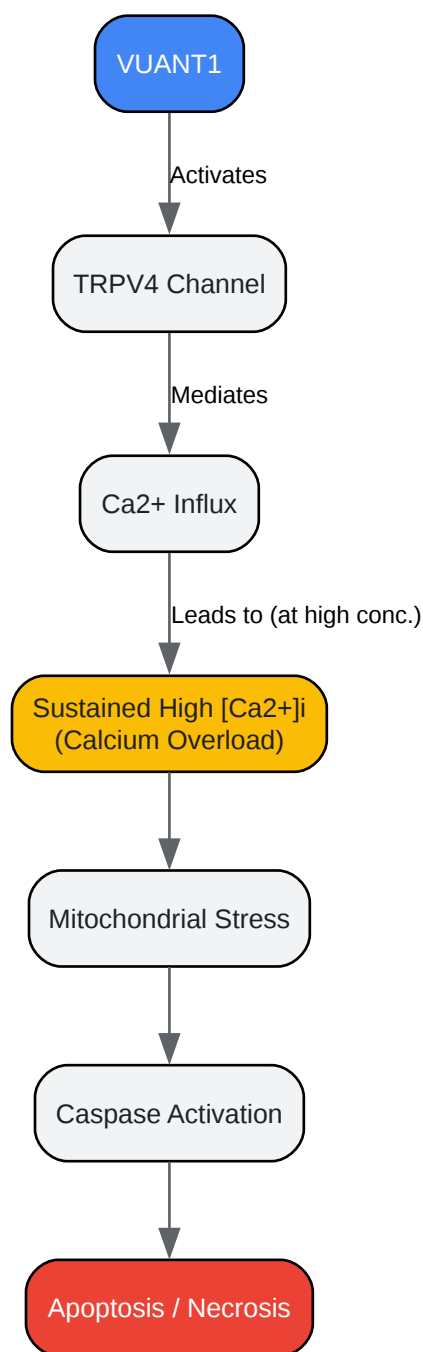 VUANT1
Activates
TRPV4 Channel
Mediates
Ca2+ Influx
Leads to (at high conc.)
Sustained High [Ca2+]i
(Calcium Overload)
Mitochondrial Stress
Caspase Activation
Apoptosis / Necrosis